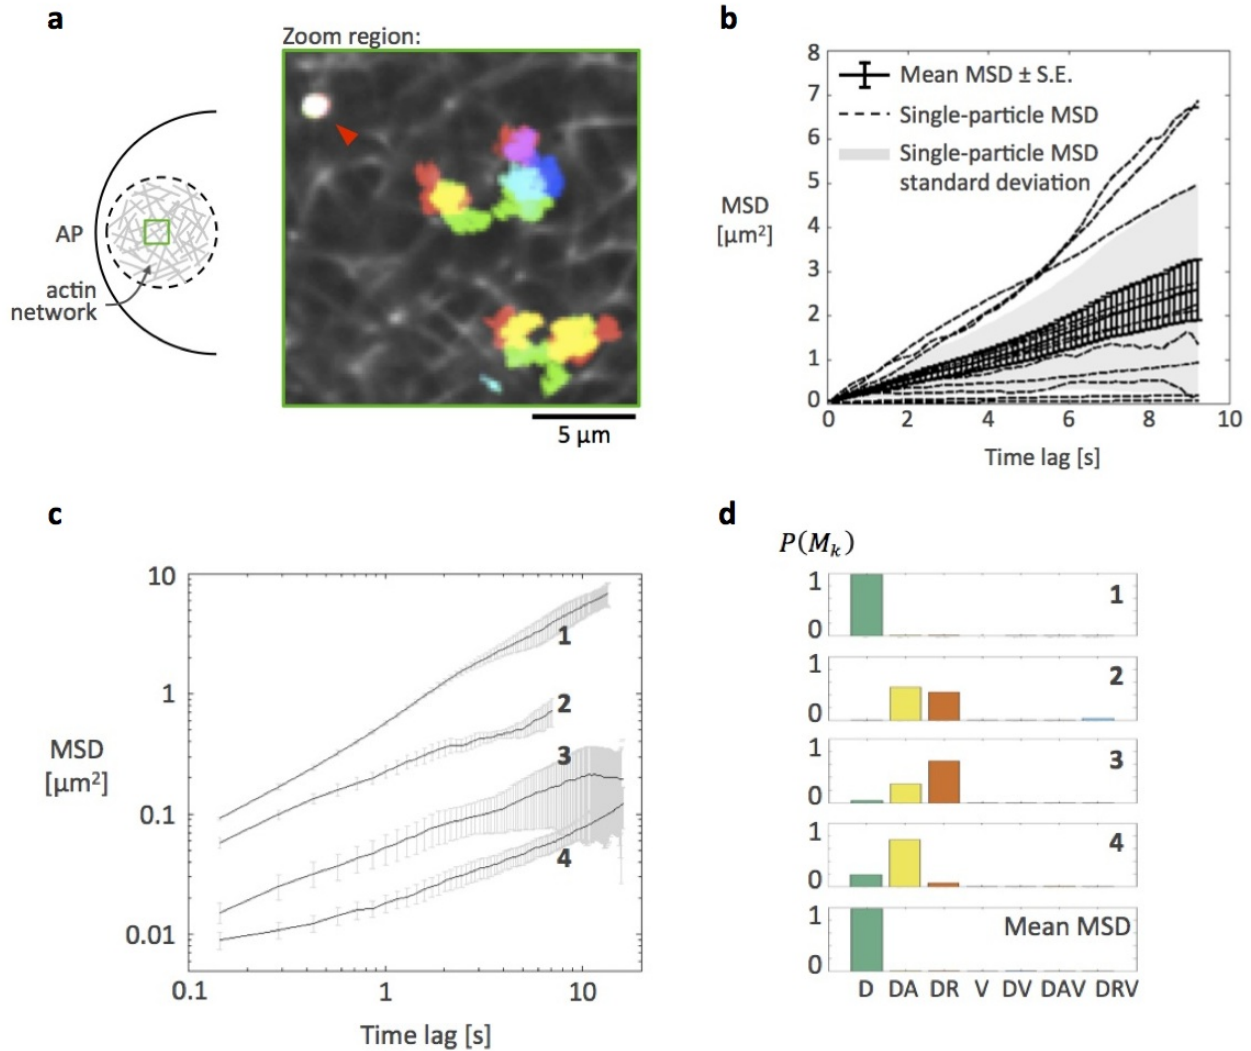 a
Zoom region:
AP
actin
network
5 μm
b
8
7
6
5
4
3
2
1
0
MSD
[μm²]
Mean MSD ± S.E.
Single-particle MSD
Single-particle MSD
standard deviation
0 2 4 6 8 10
Time lag [s]
c
10
1
0.1
0.01
MSD
[μm²]
1
2
3
4
0.1 1 10
Time lag [s]
d
P(Mₖ)
1
0
1
1
0
2
1
0
3
1
0
4
1
0
Mean MSD
D DA DR V DV DAV DRV